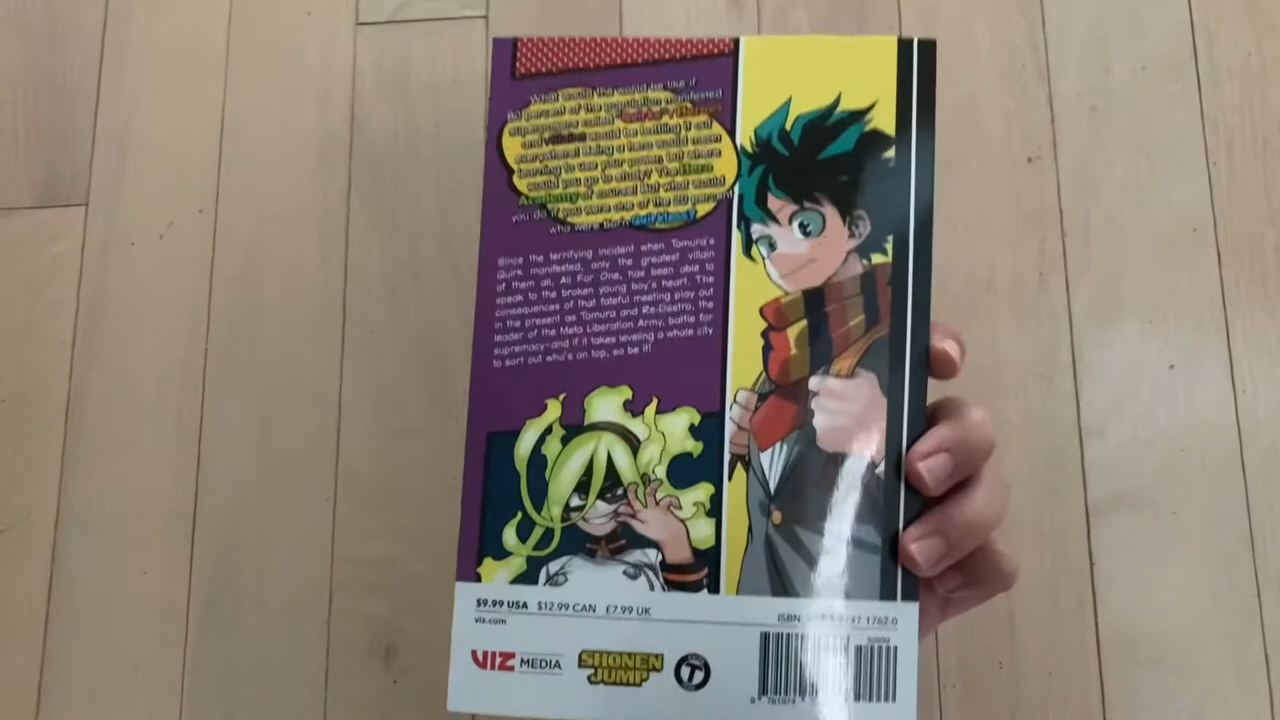 What would the world be like if
80 percent of the population manifested
superpowers called "Quirks"? Heroes
and villains would be battling it out
everywhere! Being a hero would mean
learning to use your power, but where
would you go to study? The Hero
Academy of course! But what would
you do if you were one of the 20 percent
who were born Quirkless?
Since the terrifying incident when Tomura's
Quirk manifested, only the greatest villain
of them all, All For One, has been able to
speak to the broken young boy's heart. The
consequences of that fateful meeting play out
in the present as Tomura and Re-Destro, the
leader of the Meta Liberation Army, battle for
supremacy—and if it takes leveling a whole city
to sort out who's on top, so be it!
$9.99 USA $12.99 CAN £7.99 UK
viz.com
ISBN 1762-0
50999
VIZ MEDIA
SHONEN
JUMP
T
9 781974